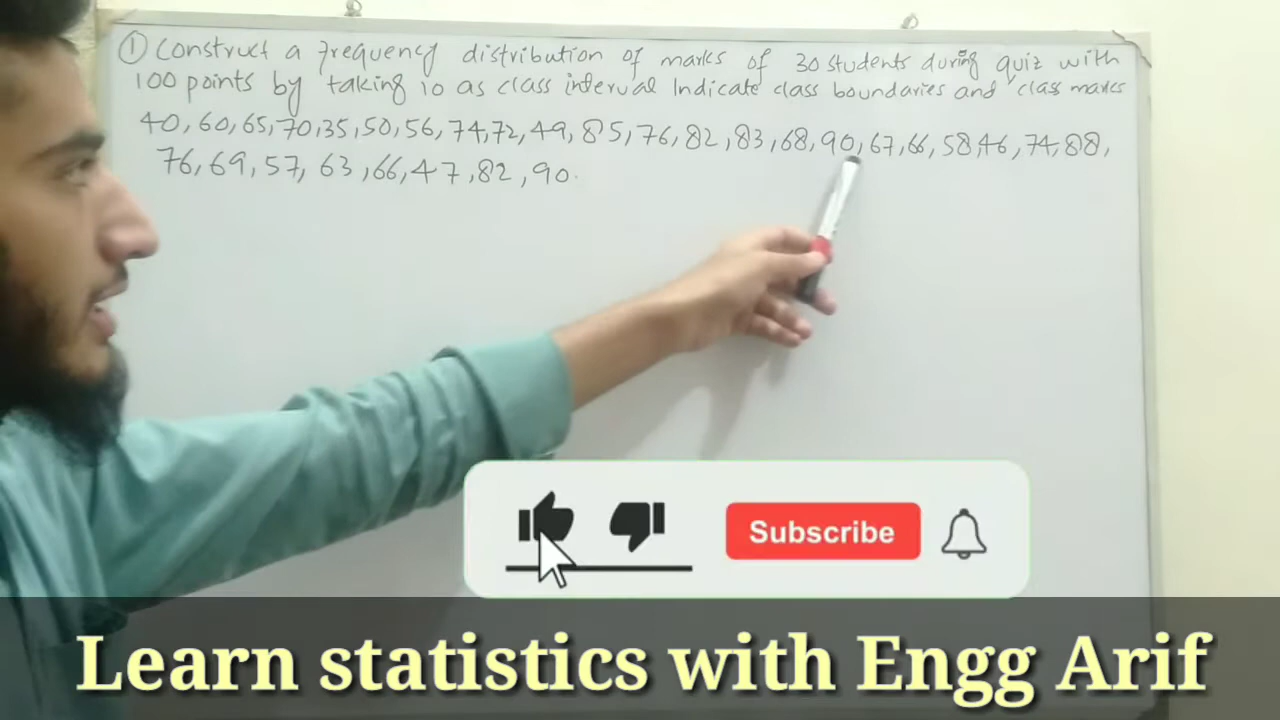 ① Construct a frequency distribution of marks of 30 students during quiz with
100 points by taking 10 as class interval Indicate class boundaries and class marks
40, 60, 65, 70, 35, 50, 56, 74, 72, 49, 85, 76, 82, 83, 68, 90, 67, 66, 58, 46, 74, 88,
76, 69, 57, 63, 66, 47, 82, 90.
Subscribe
Learn statistics with Engg Arif